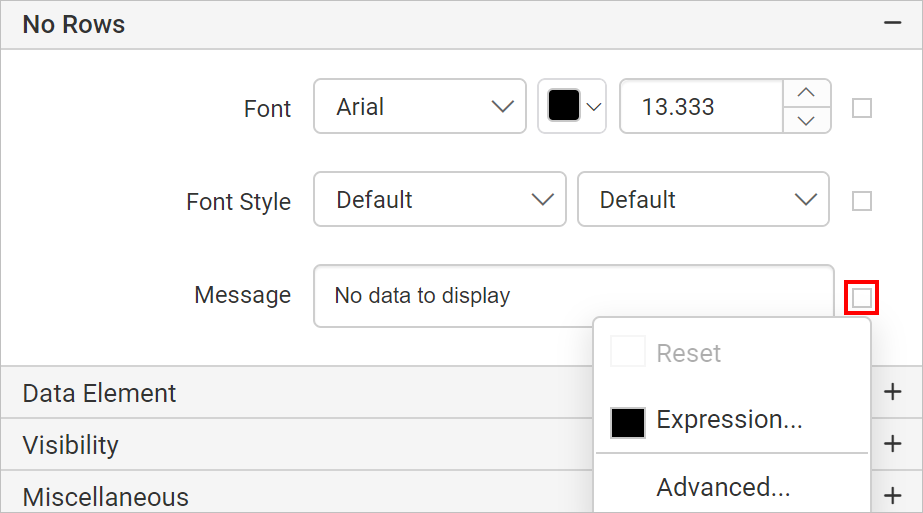 No Rows
Font Arial 13.333
Font Style Default Default
Message No data to display
Reset
Data Element
Expression...
Visibility
Advanced...
Miscellaneous